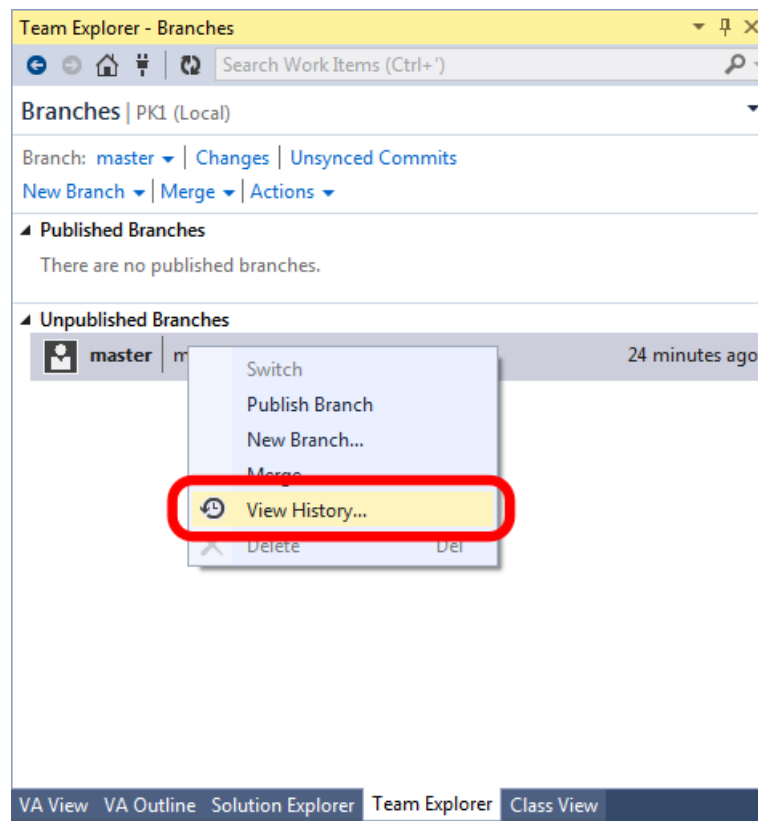 Team Explorer - Branches
Search Work Items (Ctrl+')
Branches | PK1 (Local)
Branch: master | Changes | Unsynced Commits
New Branch | Merge | Actions
Published Branches
There are no published branches.
Unpublished Branches
master | m 24 minutes ago
Switch
Publish Branch
New Branch...
Merge
View History...
Delete Del
VA View VA Outline Solution Explorer Team Explorer Class View